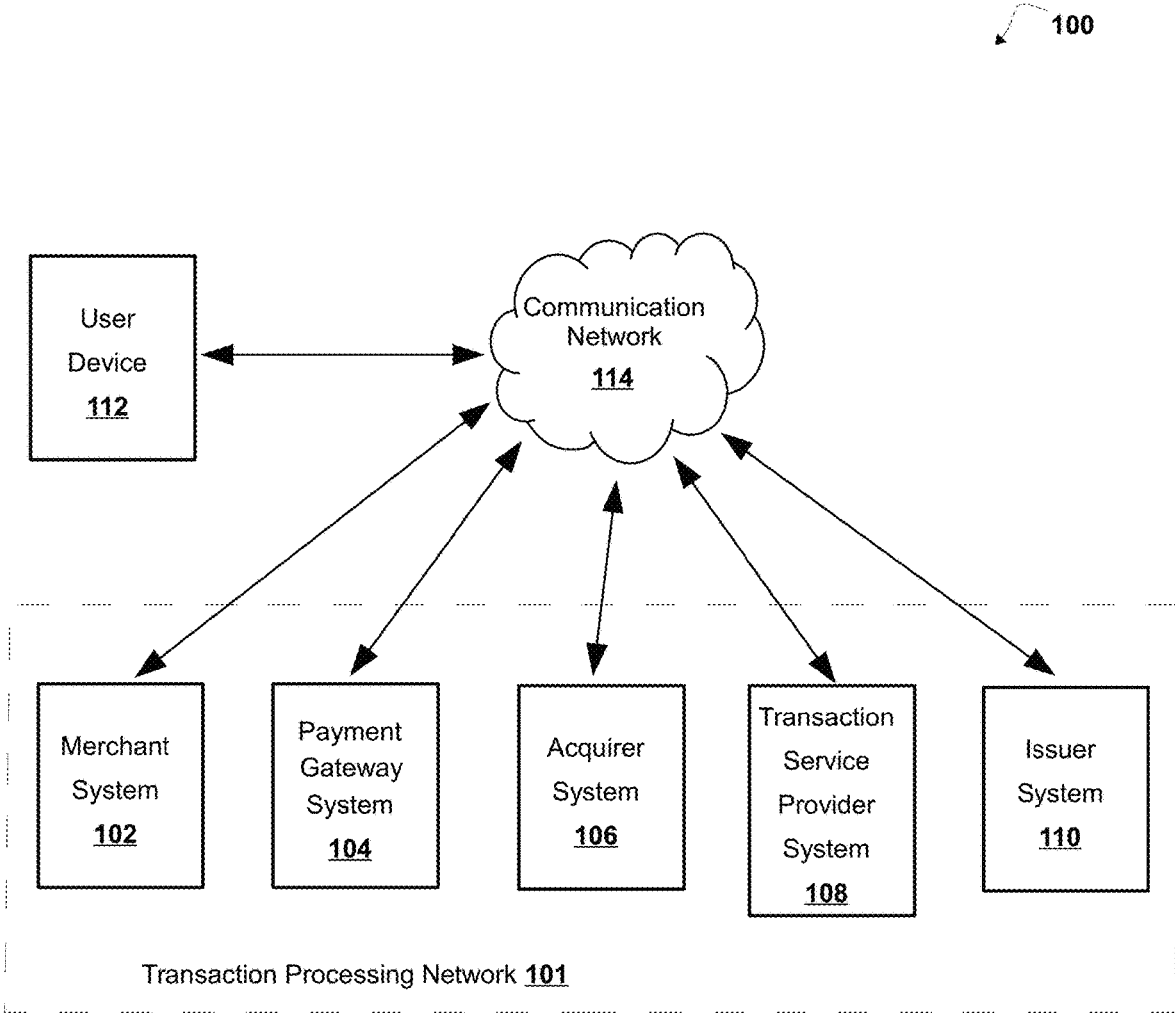 100
User
Device
112
Communication
Network
114
Merchant
System
102
Payment
Gateway
System
104
Acquirer
System
106
Transaction
Service
Provider
System
108
Issuer
System
110
Transaction Processing Network 101